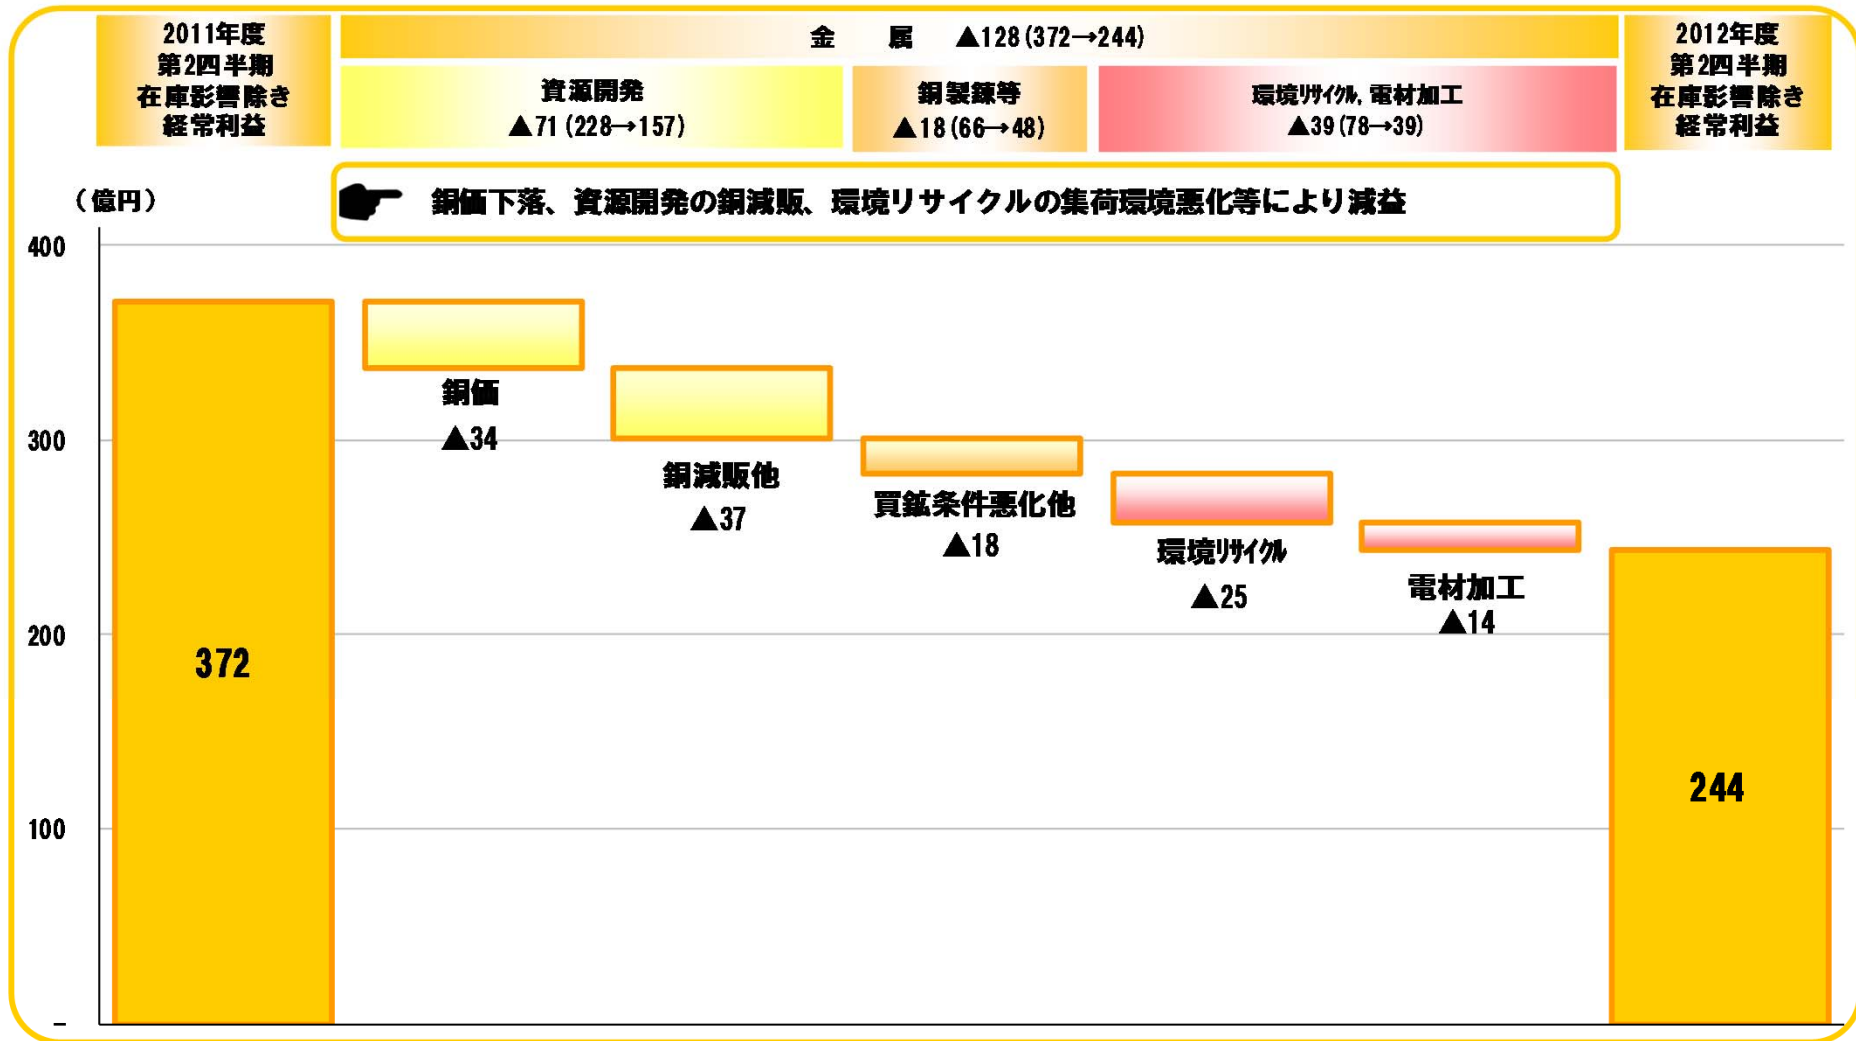 2011年度
第2四半期
在庫影響除き
経常利益
金　属　▲128(372→244)
資源開発
▲71(228→157)
銅製錬等
▲18(66→48)
環境ﾘｻｲｸﾙ,電材加工
▲39(78→39)
2012年度
第2四半期
在庫影響除き
経常利益
（億円）
銅価下落、資源開発の銅減販、環境リサイクルの集荷環境悪化等により減益
400
300
200
100
－
372
銅価
▲34
銅減販他
▲37
買鉱条件悪化他
▲18
環境ﾘｻｲｸﾙ
▲25
電材加工
▲14
244